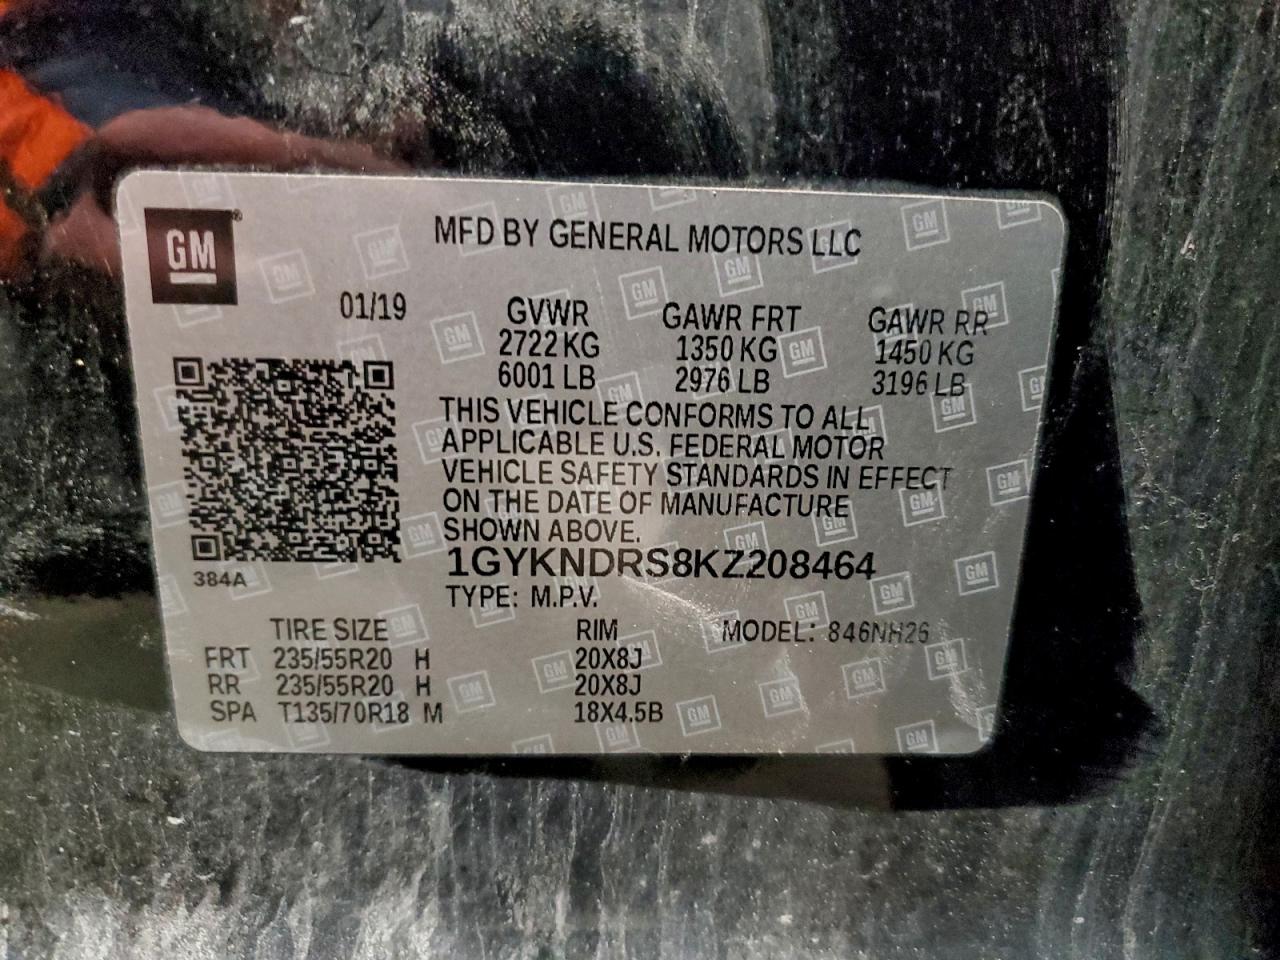 GM
MFD BY GENERAL MOTORS LLC
01/19 GVWR GAWR FRT GAWR RR
2722 KG 1350 KG 1450 KG
6001 LB 2976 LB 3196 LB
THIS VEHICLE CONFORMS TO ALL
APPLICABLE U.S. FEDERAL MOTOR
VEHICLE SAFETY STANDARDS IN EFFECT
ON THE DATE OF MANUFACTURE
SHOWN ABOVE.
1GYKNDRS8KZ208464
384A
TYPE: M.P.V.
TIRE SIZE RIM MODEL: 846NH26
FRT 235/55R20 H 20X8J
RR 235/55R20 H 20X8J
SPA T135/70R18 M 18X4.5B